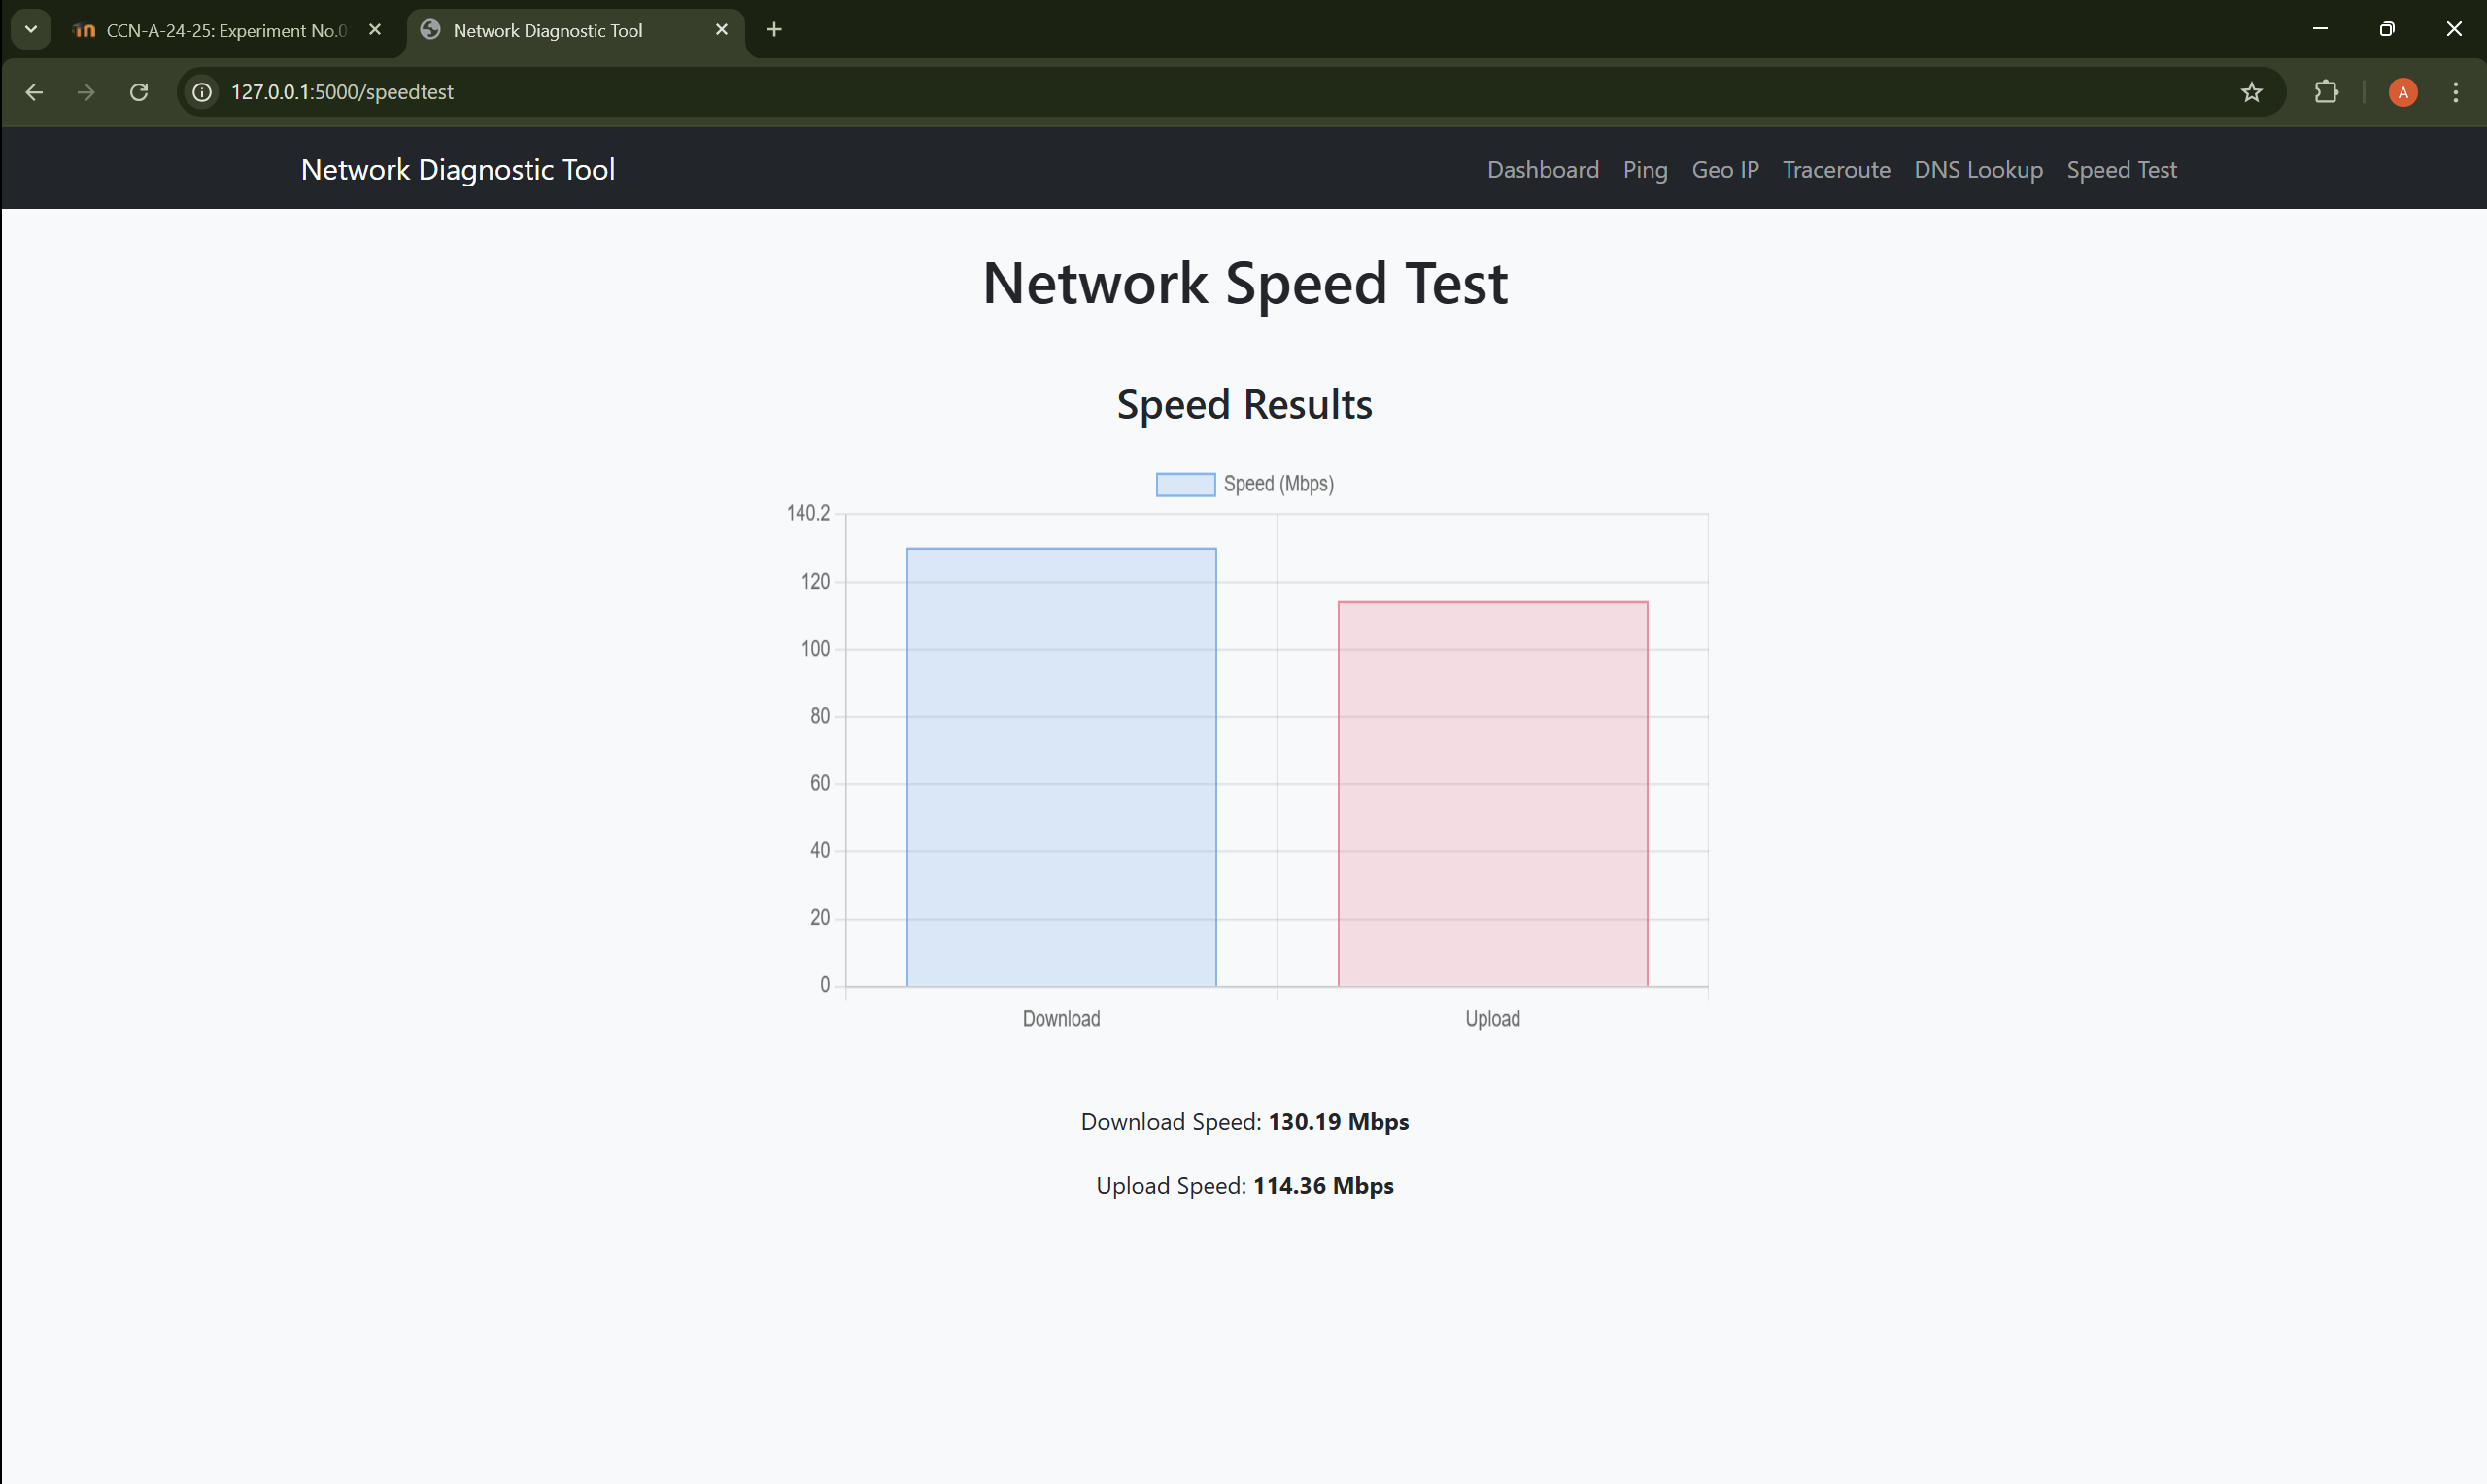 CCN-A-24-25: Experiment No.0
Network Diagnostic Tool
127.0.0.1:5000/speedtest
A
Network Diagnostic Tool
Dashboard Ping Geo IP Traceroute DNS Lookup Speed Test
Network Speed Test
Speed Results
Speed (Mbps)
140.2
120
100
80
60
40
20
0
Download Upload
Download Speed: 130.19 Mbps
Upload Speed: 114.36 Mbps